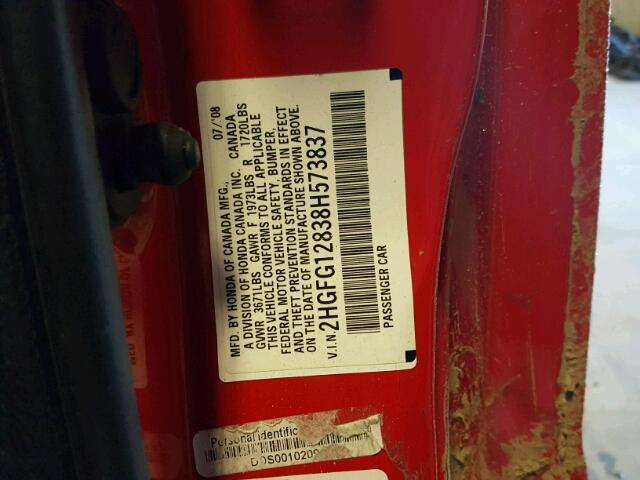 MFD. BY HONDA OF CANADA MFG., 07/'08
A DIVISION OF HONDA CANADA INC. CANADA
GVWR 3671LBS GAWR F 1973LBS R 1720LBS
THIS VEHICLE CONFORMS TO ALL APPLICABLE
FEDERAL MOTOR VEHICLE SAFETY, BUMPER,
AND THEFT PREVENTION STANDARDS IN EFFECT
ON THE DATE OF MANUFACTURE SHOWN ABOVE.
V.I.N. 2HGFG12838H573837
PASSENGER CAR
Personal Identific